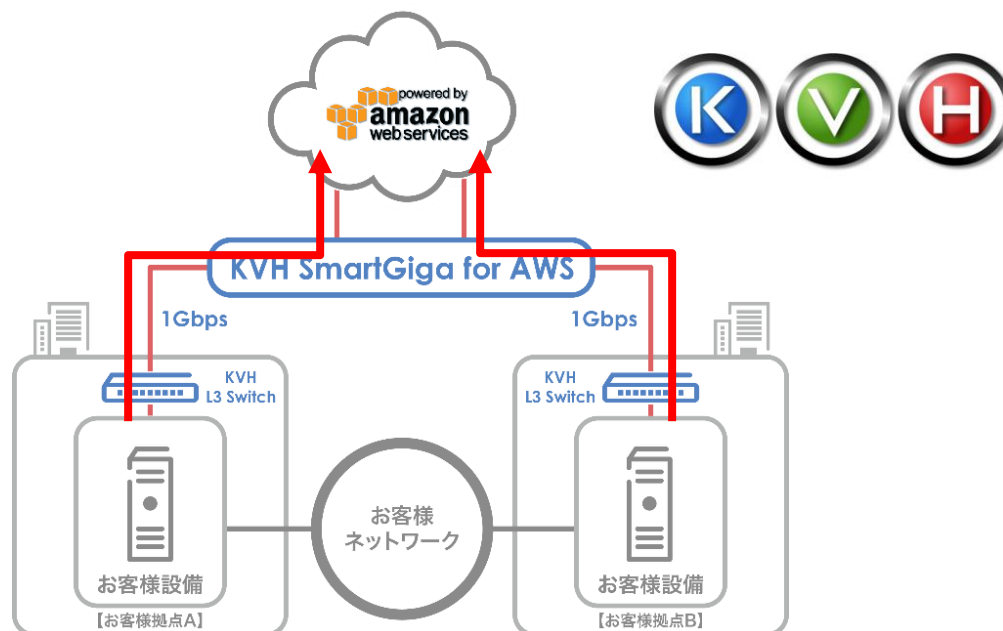 powered by
amazon
web services
K V H
KVH SmartGiga for AWS
1Gbps
1Gbps
KVH
L3 Switch
KVH
L3 Switch
お客様
ネットワーク
お客様設備
お客様設備
【お客様拠点A】
【お客様拠点B】